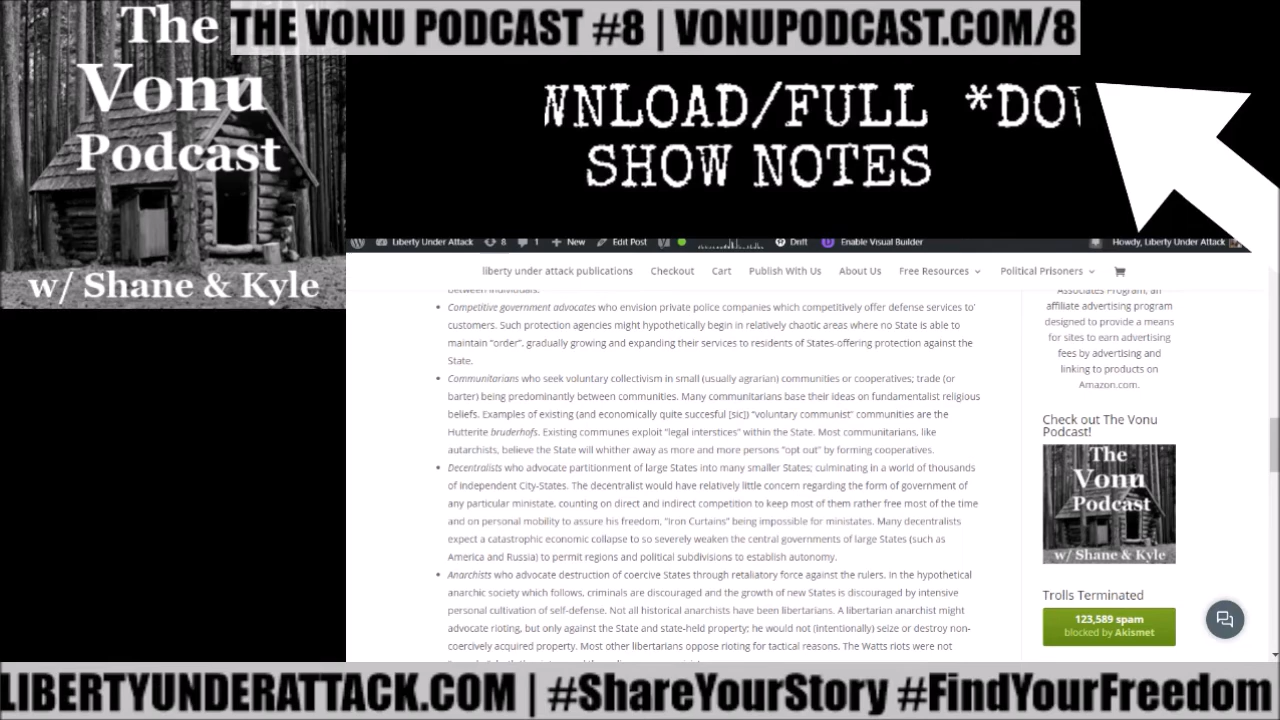 The
Vonu
Podcast
w/ Shane & Kyle
THE VONU PODCAST #8 | VONUPODCAST.COM/8
WNLOAD/FULL *DOW
SHOW NOTES
Liberty Under Attack 8 1 New Edit Post Drift Enable Visual Builder Howdy, Liberty Under Attack
liberty under attack publications Checkout Cart Publish With Us About Us Free Resources Political Prisoners
between individuals.
• Competitive government advocates who envision private police companies which competitively offer defense services to'
customers. Such protection agencies might hypothetically begin in relatively chaotic areas where no State is able to
maintain "order", gradually growing and expanding their services to residents of States-offering protection against the
State.
• Communitarians who seek voluntary collectivism in small (usually agrarian) communities or cooperatives; trade (or
barter) being predominantly between communities. Many communitarians base their ideas on fundamentalist religious
beliefs. Examples of existing (and economically quite succesful [sic]) "voluntary communist" communities are the
Hutterite bruderhofs. Existing communes exploit "legal interstices" within the State. Most communitarians, like
autarchists, believe the State will whither away as more and more persons "opt out" by forming cooperatives.
• Decentralists who advocate partitionment of large States into many smaller States; culminating in a world of thousands
of independent City-States. The decentralist would have relatively little concern regarding the form of government of
any particular ministate, counting on direct and indirect competition to keep most of them rather free most of the time
and on personal mobility to assure his freedom, "Iron Curtains" being impossible for ministates. Many decentralists
expect a catastrophic economic collapse to so severely weaken the central governments of large States (such as
America and Russia) to permit regions and political subdivisions to establish autonomy.
• Anarchists who advocate destruction of coercive States through retaliatory force against the rulers. In the hypothetical
anarchic society which follows, criminals are discouraged and the growth of new States is discouraged by intensive
personal cultivation of self-defense. Not all historical anarchists have been libertarians. A libertarian anarchist might
advocate rioting, but only against the State and state-held property; he would not (intentionally) seize or destroy non-
coercively acquired property. Most other libertarians oppose rioting for tactical reasons. The Watts riots were not
Associates Program, an
affiliate advertising program
designed to provide a means
for sites to earn advertising
fees by advertising and
linking to products on
Amazon.com.
Check out The Vonu
Podcast!
The
Vonu
Podcast
w/ Shane & Kyle
Trolls Terminated
123,589 spam
blocked by Akismet
LIBERTYUNDERATTACK.COM | #ShareYourStory #FindYourFreedom